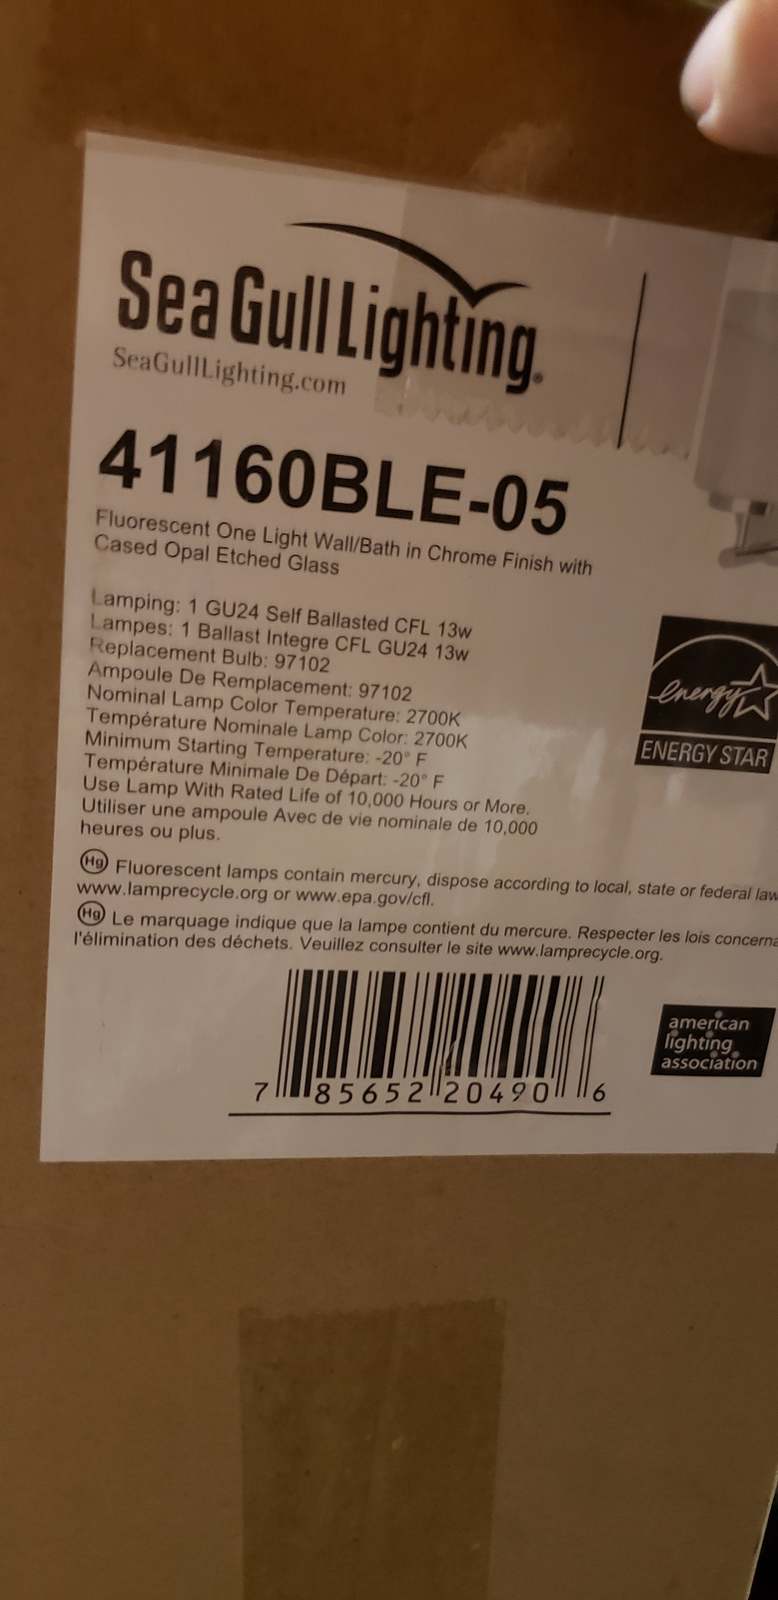 Sea Gull Lighting®
SeaGullLighting.com
41160BLE-05
Fluorescent One Light Wall/Bath in Chrome Finish with
Cased Opal Etched Glass
Lamping: 1 GU24 Self Ballasted CFL 13w
Lampes: 1 Ballast Integre CFL GU24 13w
Replacement Bulb: 97102
Ampoule De Remplacement: 97102
Nominal Lamp Color Temperature: 2700K
Température Nominale Lamp Color: 2700K
Minimum Starting Temperature: -20° F
Température Minimale De Départ: -20° F
Use Lamp With Rated Life of 10,000 Hours or More.
Utiliser une ampoule Avec de vie nominale de 10,000
heures ou plus.
energy
ENERGY STAR
Hg Fluorescent lamps contain mercury, dispose according to local, state or federal law
www.lamprecycle.org or www.epa.gov/cfl.
Hg Le marquage indique que la lampe contient du mercure. Respecter les lois concerna
l'élimination des déchets. Veuillez consulter le site www.lamprecycle.org.
7 85652 20490 6
american
lighting
association